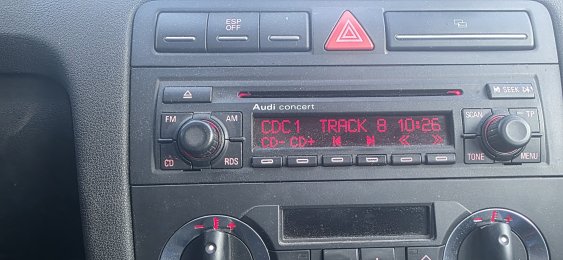 ESP
OFF
SEEK
Audi concert
FM AM
CD RDS
CDC1 TRACK 8 10:26
CD- CD+
SCAN TP
TONE MENU